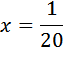 x = 1/20